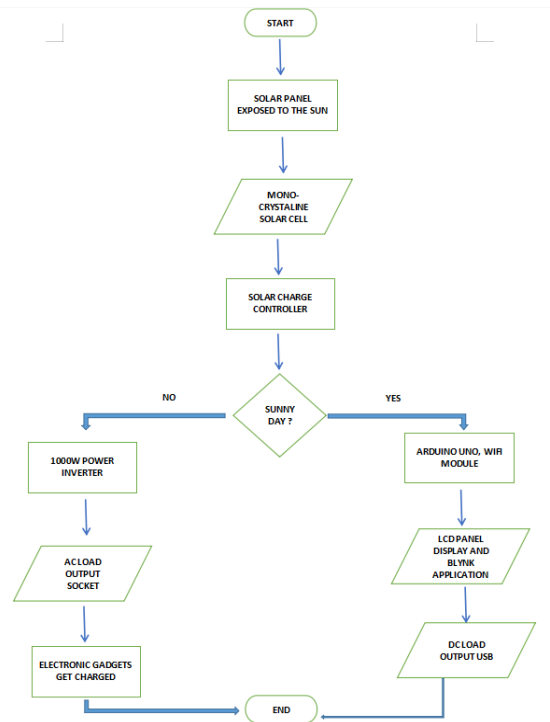 START
SOLAR PANEL
EXPOSED TO THE SUN
MONO-
CRYSTALINE
SOLAR CELL
SOLAR CHARGE
CONTROLLER
SUNNY
DAY ?
NO
YES
1000W POWER
INVERTER
AC LOAD
OUTPUT
SOCKET
ELECTRONIC GADGETS
GET CHARGED
ARDUINO UNO, WIFI
MODULE
LCD PANEL
DISPLAY AND
BLYNK
APPLICATION
DC LOAD
OUTPUT USB
END